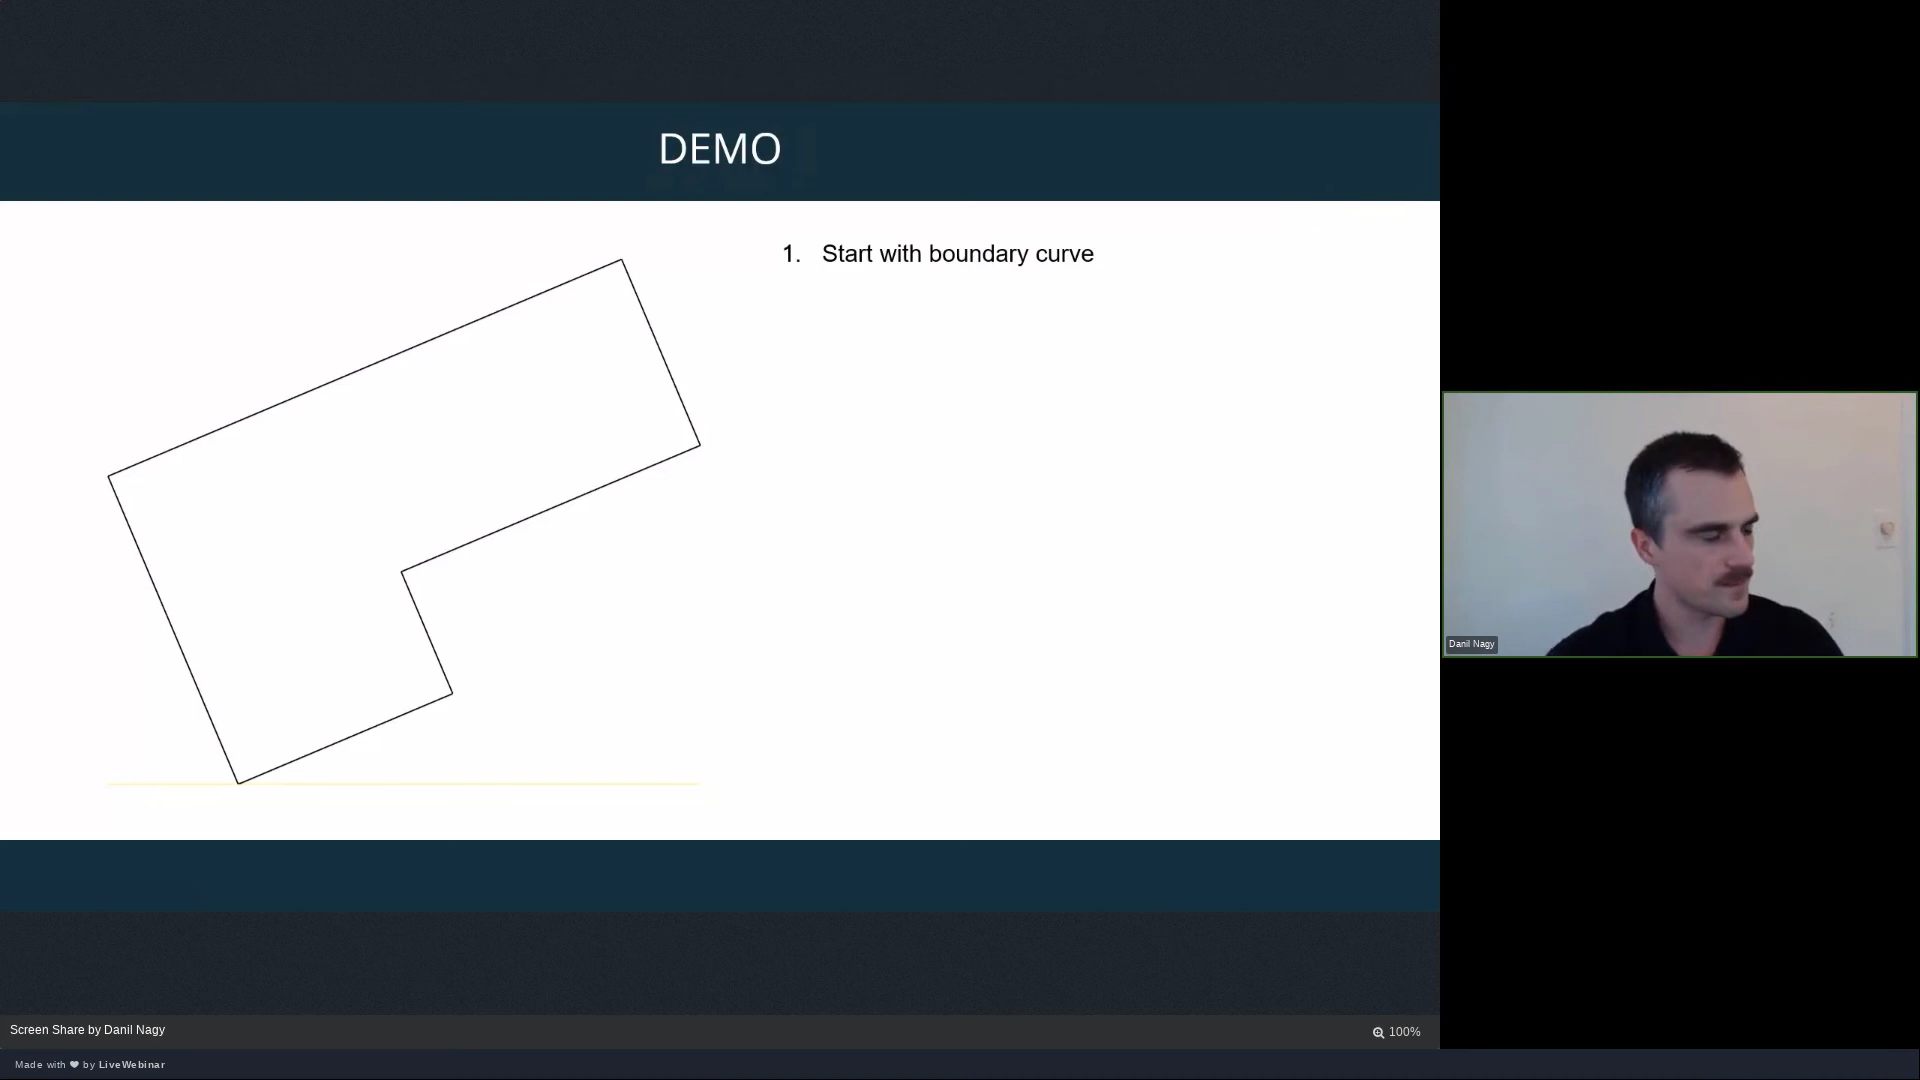 DEMO
1. Start with boundary curve
Danil Nagy
Screen Share by Danil Nagy
100%
Made with ❤ by LiveWebinar